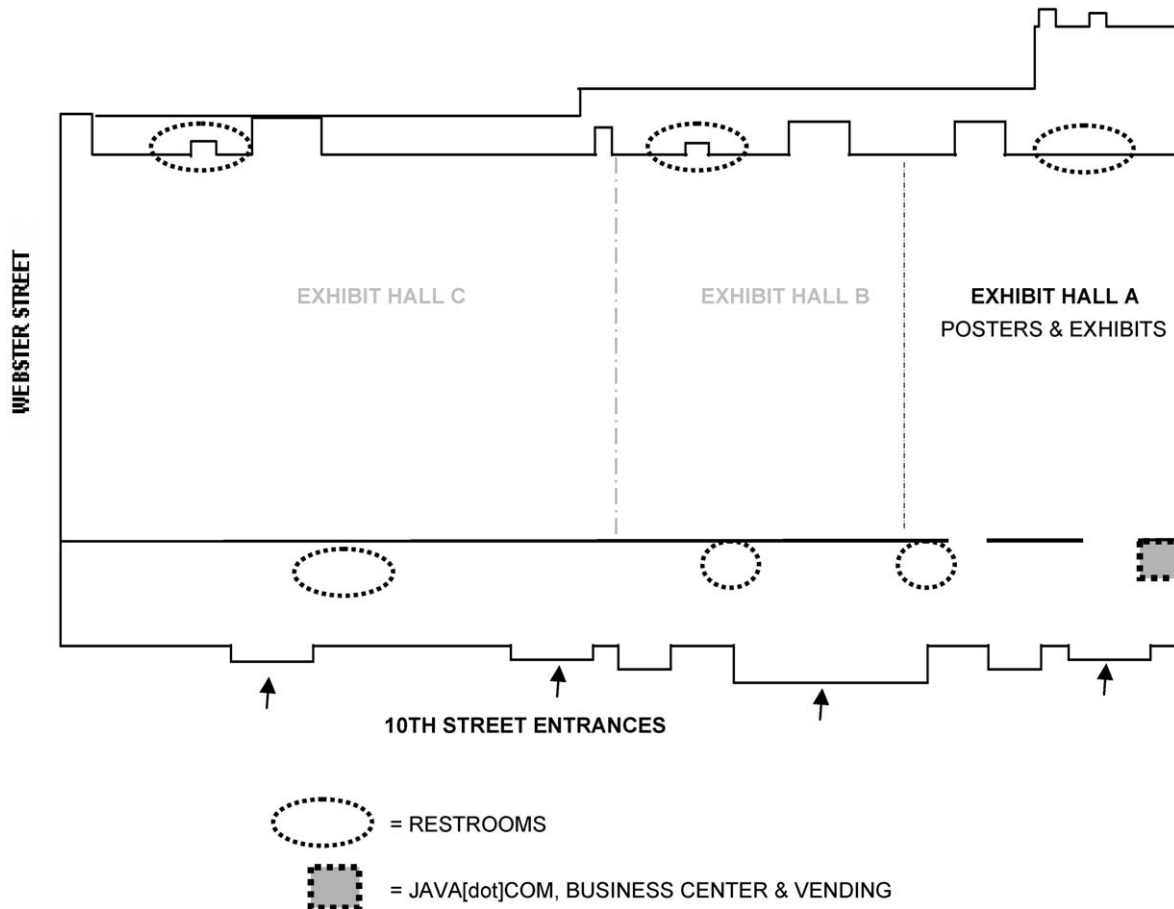 WEBSTER STREET
EXHIBIT HALL C
EXHIBIT HALL B
EXHIBIT HALL A
POSTERS & EXHIBITS
10TH STREET ENTRANCES
= RESTROOMS
= JAVA[dot]COM, BUSINESS CENTER & VENDING